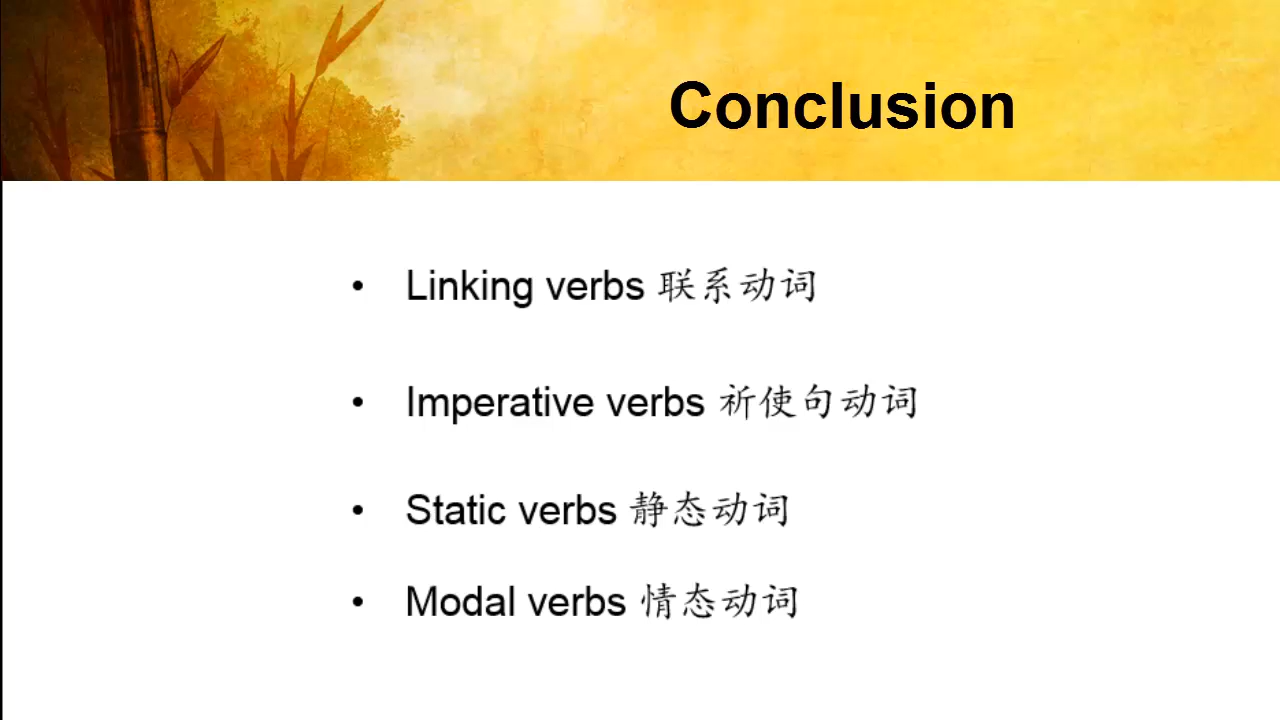 Conclusion
• Linking verbs 联系动词
• Imperative verbs 祈使句动词
• Static verbs 静态动词
• Modal verbs 情态动词